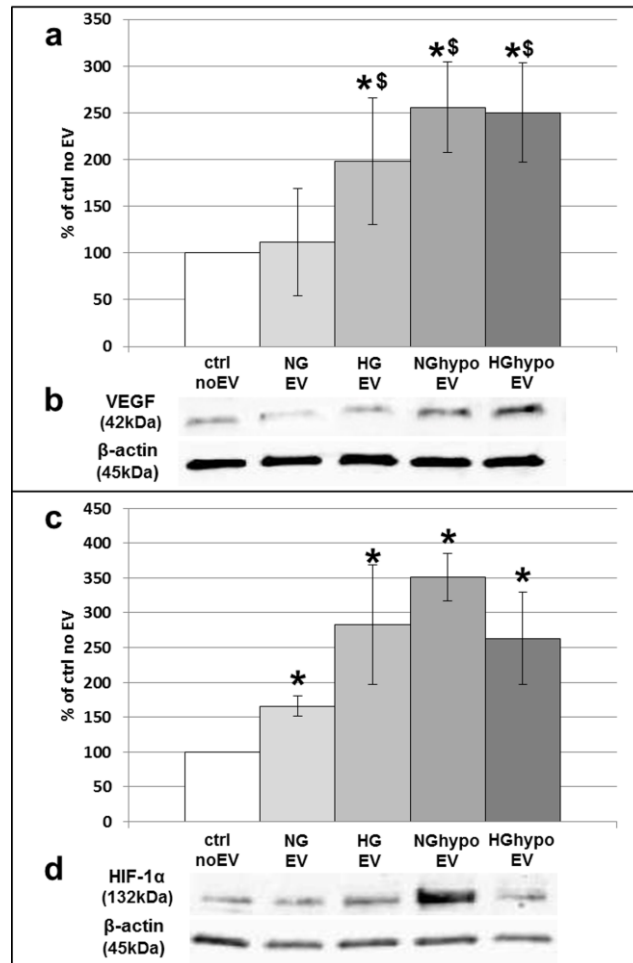 a
350
300
250
200
150
100
50
0
% of ctrl no EV
*$
*$
*$
ctrl NG HG NGhypo HGhypo
noEV EV EV EV EV
b
VEGF
(42kDa)
β-actin
(45kDa)
c
450
400
350
300
250
200
150
100
50
0
% of ctrl no EV
*
*
*
*
ctrl NG HG NGhypo HGhypo
noEV EV EV EV EV
d
HIF-1α
(132kDa)
β-actin
(45kDa)